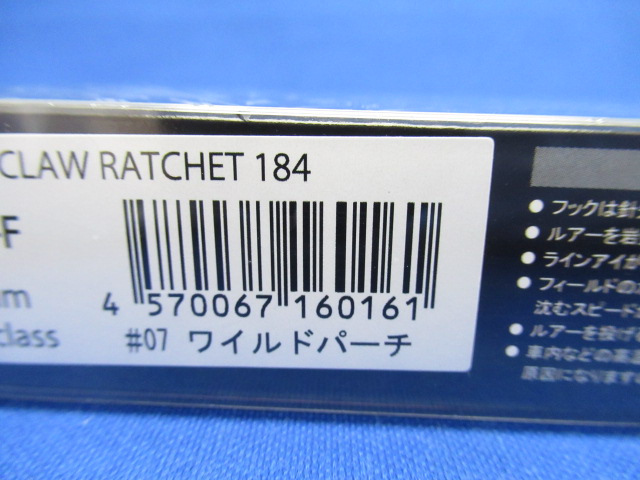 CLAW RATCHET 184
F
4 570067 160161
class
#07 ワイルドパーチ
● フックは針
● ルアーを岩
● ラインアイが
● フィールドの
沈むスピード
● ルアーを投げ
● 車内などの高
原因になります